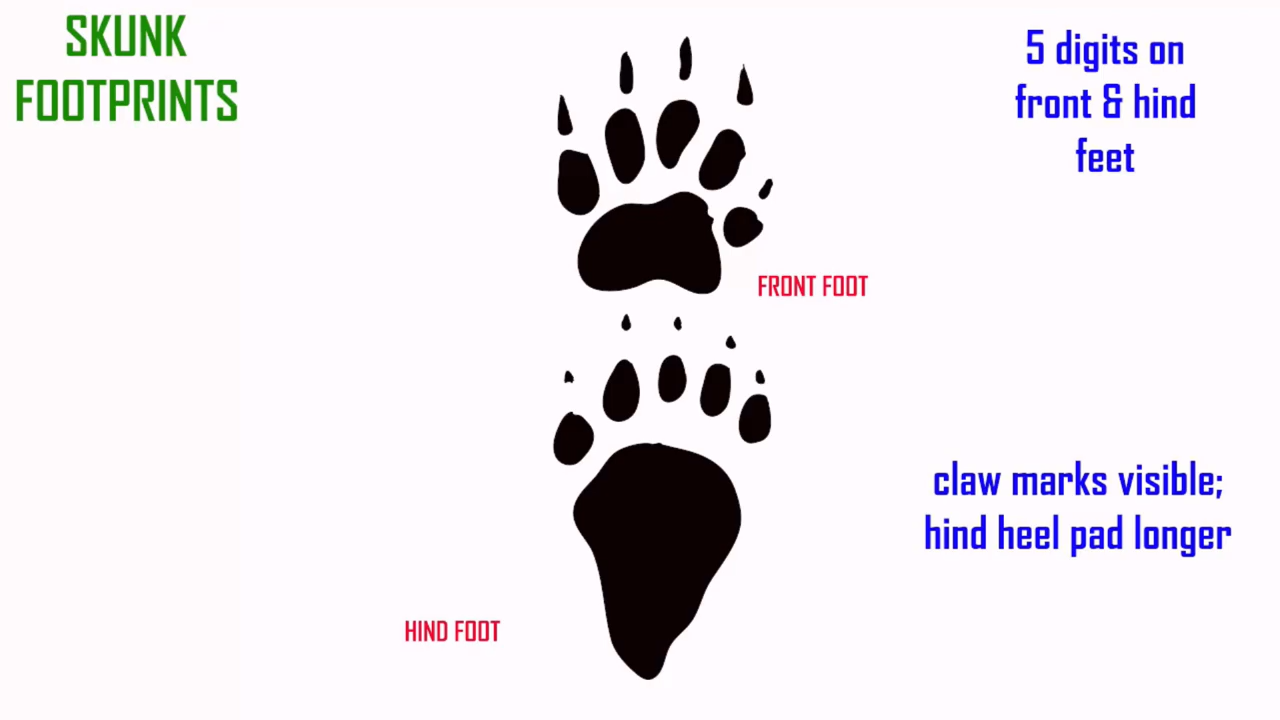 SKUNK
FOOTPRINTS
5 digits on
front & hind
feet
FRONT FOOT
claw marks visible;
hind heel pad longer
HIND FOOT